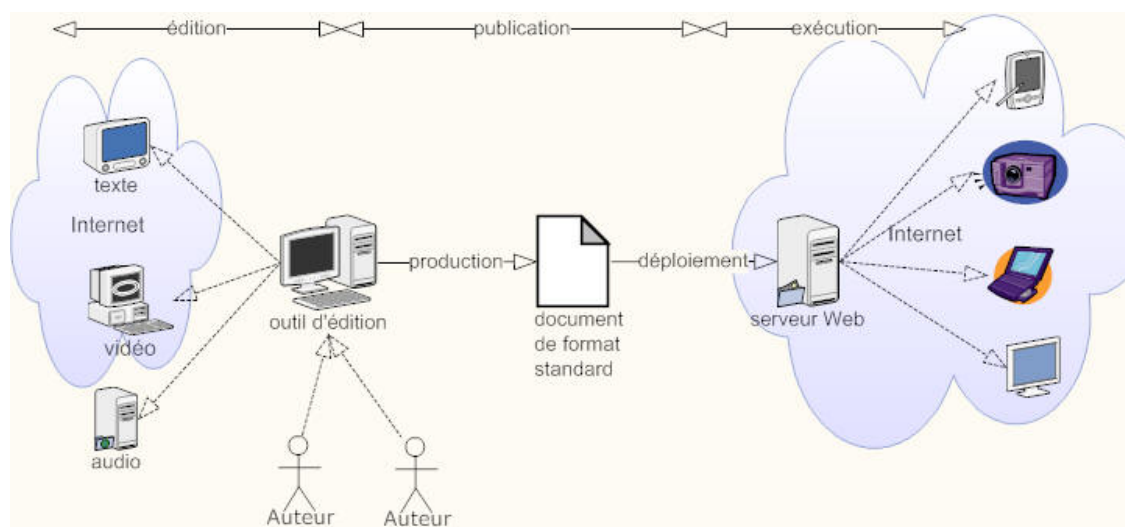 édition
publication
exécution
texte
Internet
vidéo
audio
outil d'édition
production
document
de format
standard
déploiement
serveur Web
Internet
Auteur
Auteur